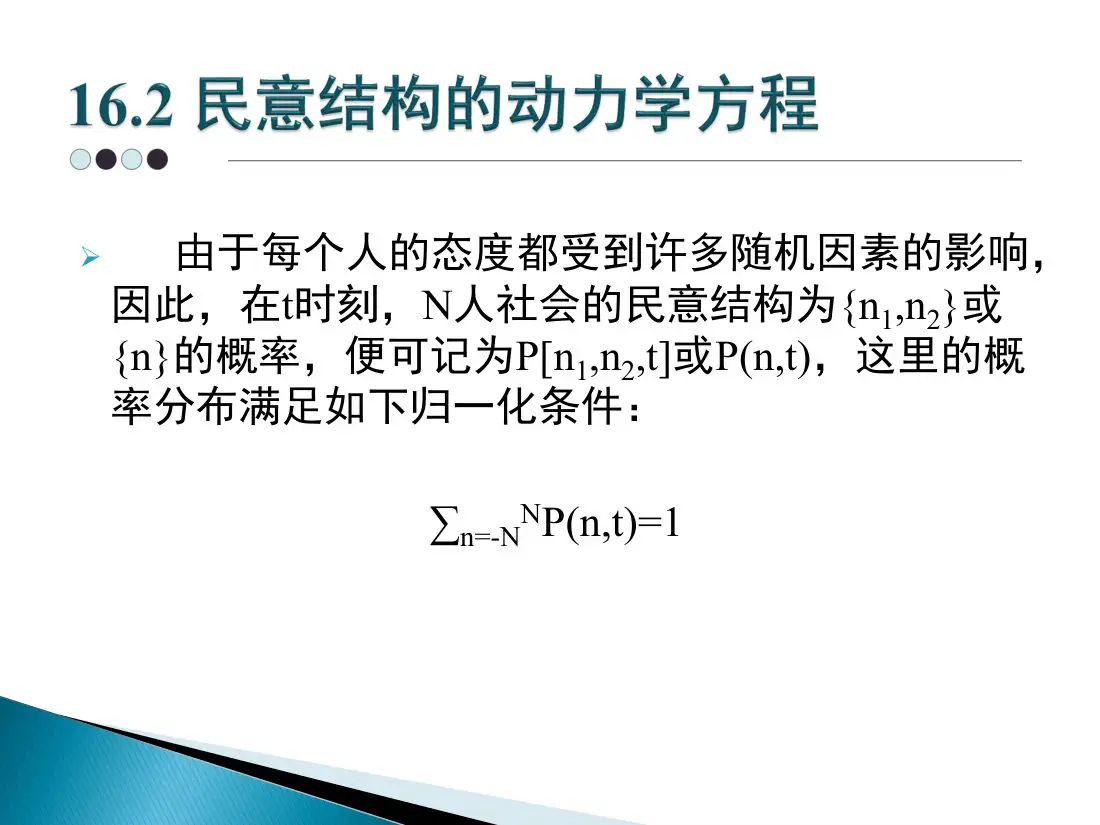 16.2 民意结构的动力学方程
由于每个人的态度都受到许多随机因素的影响，
因此，在t时刻，N人社会的民意结构为{n₁,n₂}或
{n}的概率，便可记为P[n₁,n₂,t]或P(n,t)，这里的概
率分布满足如下归一化条件：
∑ₙ₌₋NᴺP(n,t)=1